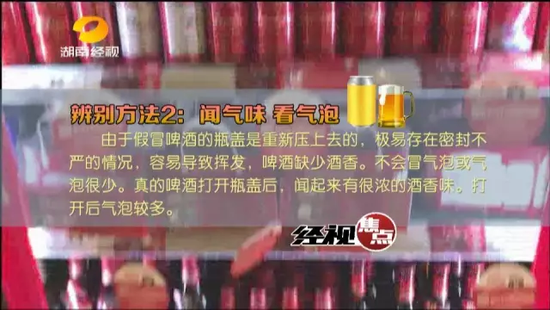 湖南经视
辨别方法2：闻气味 看气泡
由于假冒啤酒的瓶盖是重新压上去的，极易存在密封不
严的情况，容易导致挥发，啤酒缺少酒香。不会冒气泡或气
泡很少。真的啤酒打开瓶盖后，闻起来有很浓的酒香味。打
开后气泡较多。
经视焦点